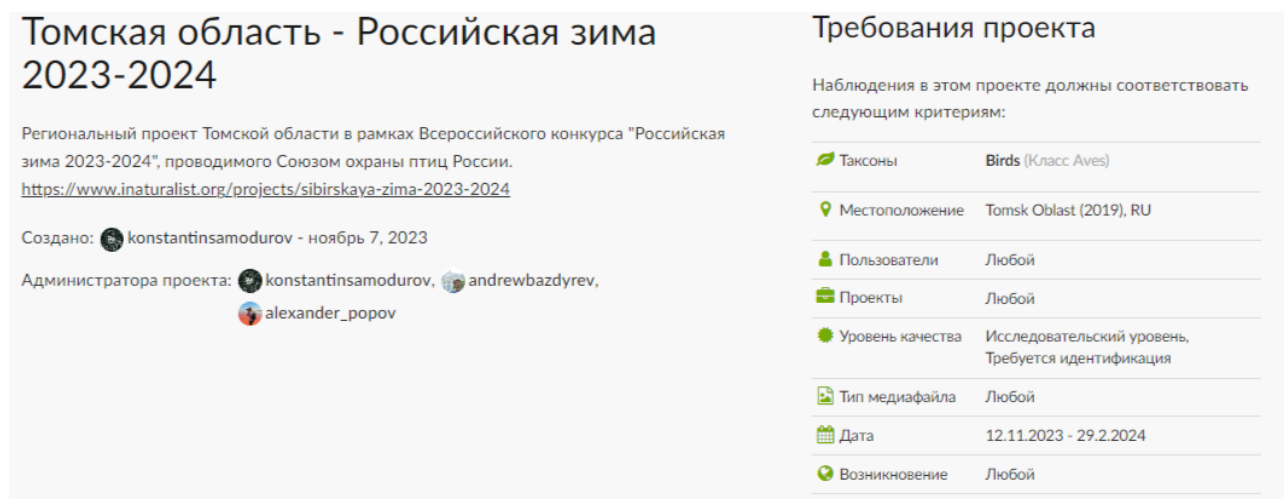 Томская область - Российская зима
2023-2024
Региональный проект Томской области в рамках Всероссийского конкурса "Российская
зима 2023-2024", проводимого Союзом охраны птиц России.
https://www.inaturalist.org/projects/sibirskaya-zima-2023-2024
Создано: konstantinsamodurov - ноябрь 7, 2023
Администратора проекта: konstantinsamodurov, andrewbazdyrev,
alexander_popov
Требования проекта
Наблюдения в этом проекте должны соответствовать
следующим критериям:
Таксоны Birds (Класс Aves)
Местоположение Tomsk Oblast (2019), RU
Пользователи Любой
Проекты Любой
Уровень качества Исследовательский уровень,
Требуется идентификация
Тип медиафайла Любой
Дата 12.11.2023 - 29.2.2024
Возникновение Любой